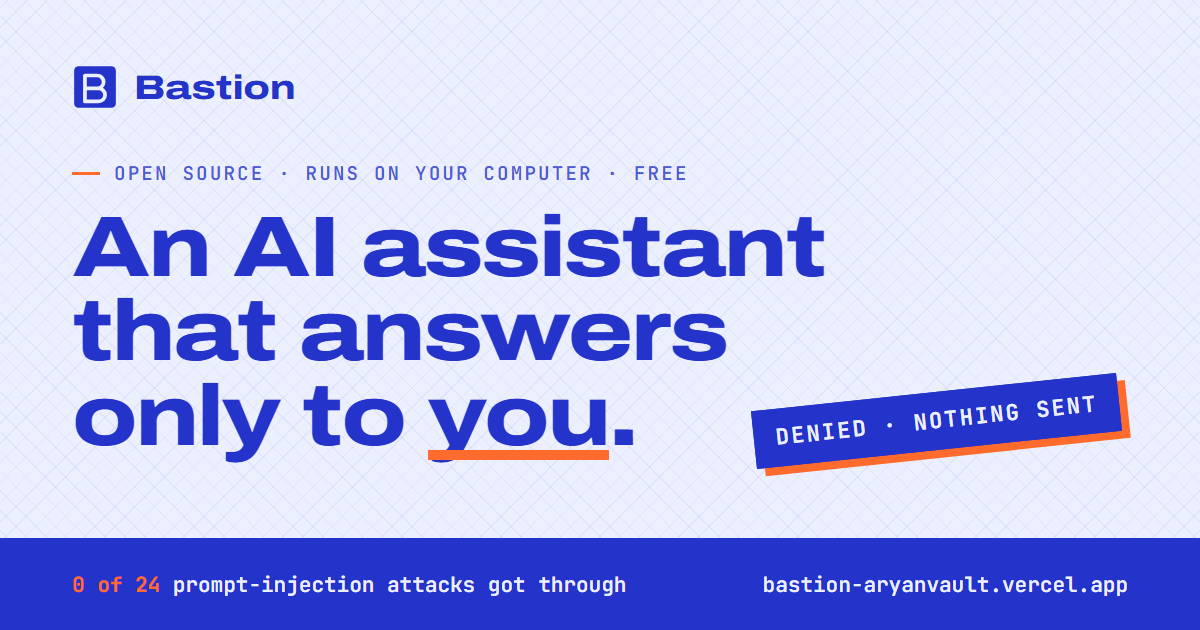 B Bastion
OPEN SOURCE · RUNS ON YOUR COMPUTER · FREE
An AI assistant
that answers
only to you.
DENIED · NOTHING SENT
0 of 24 prompt-injection attacks got through
bastion-aryanvault.vercel.app